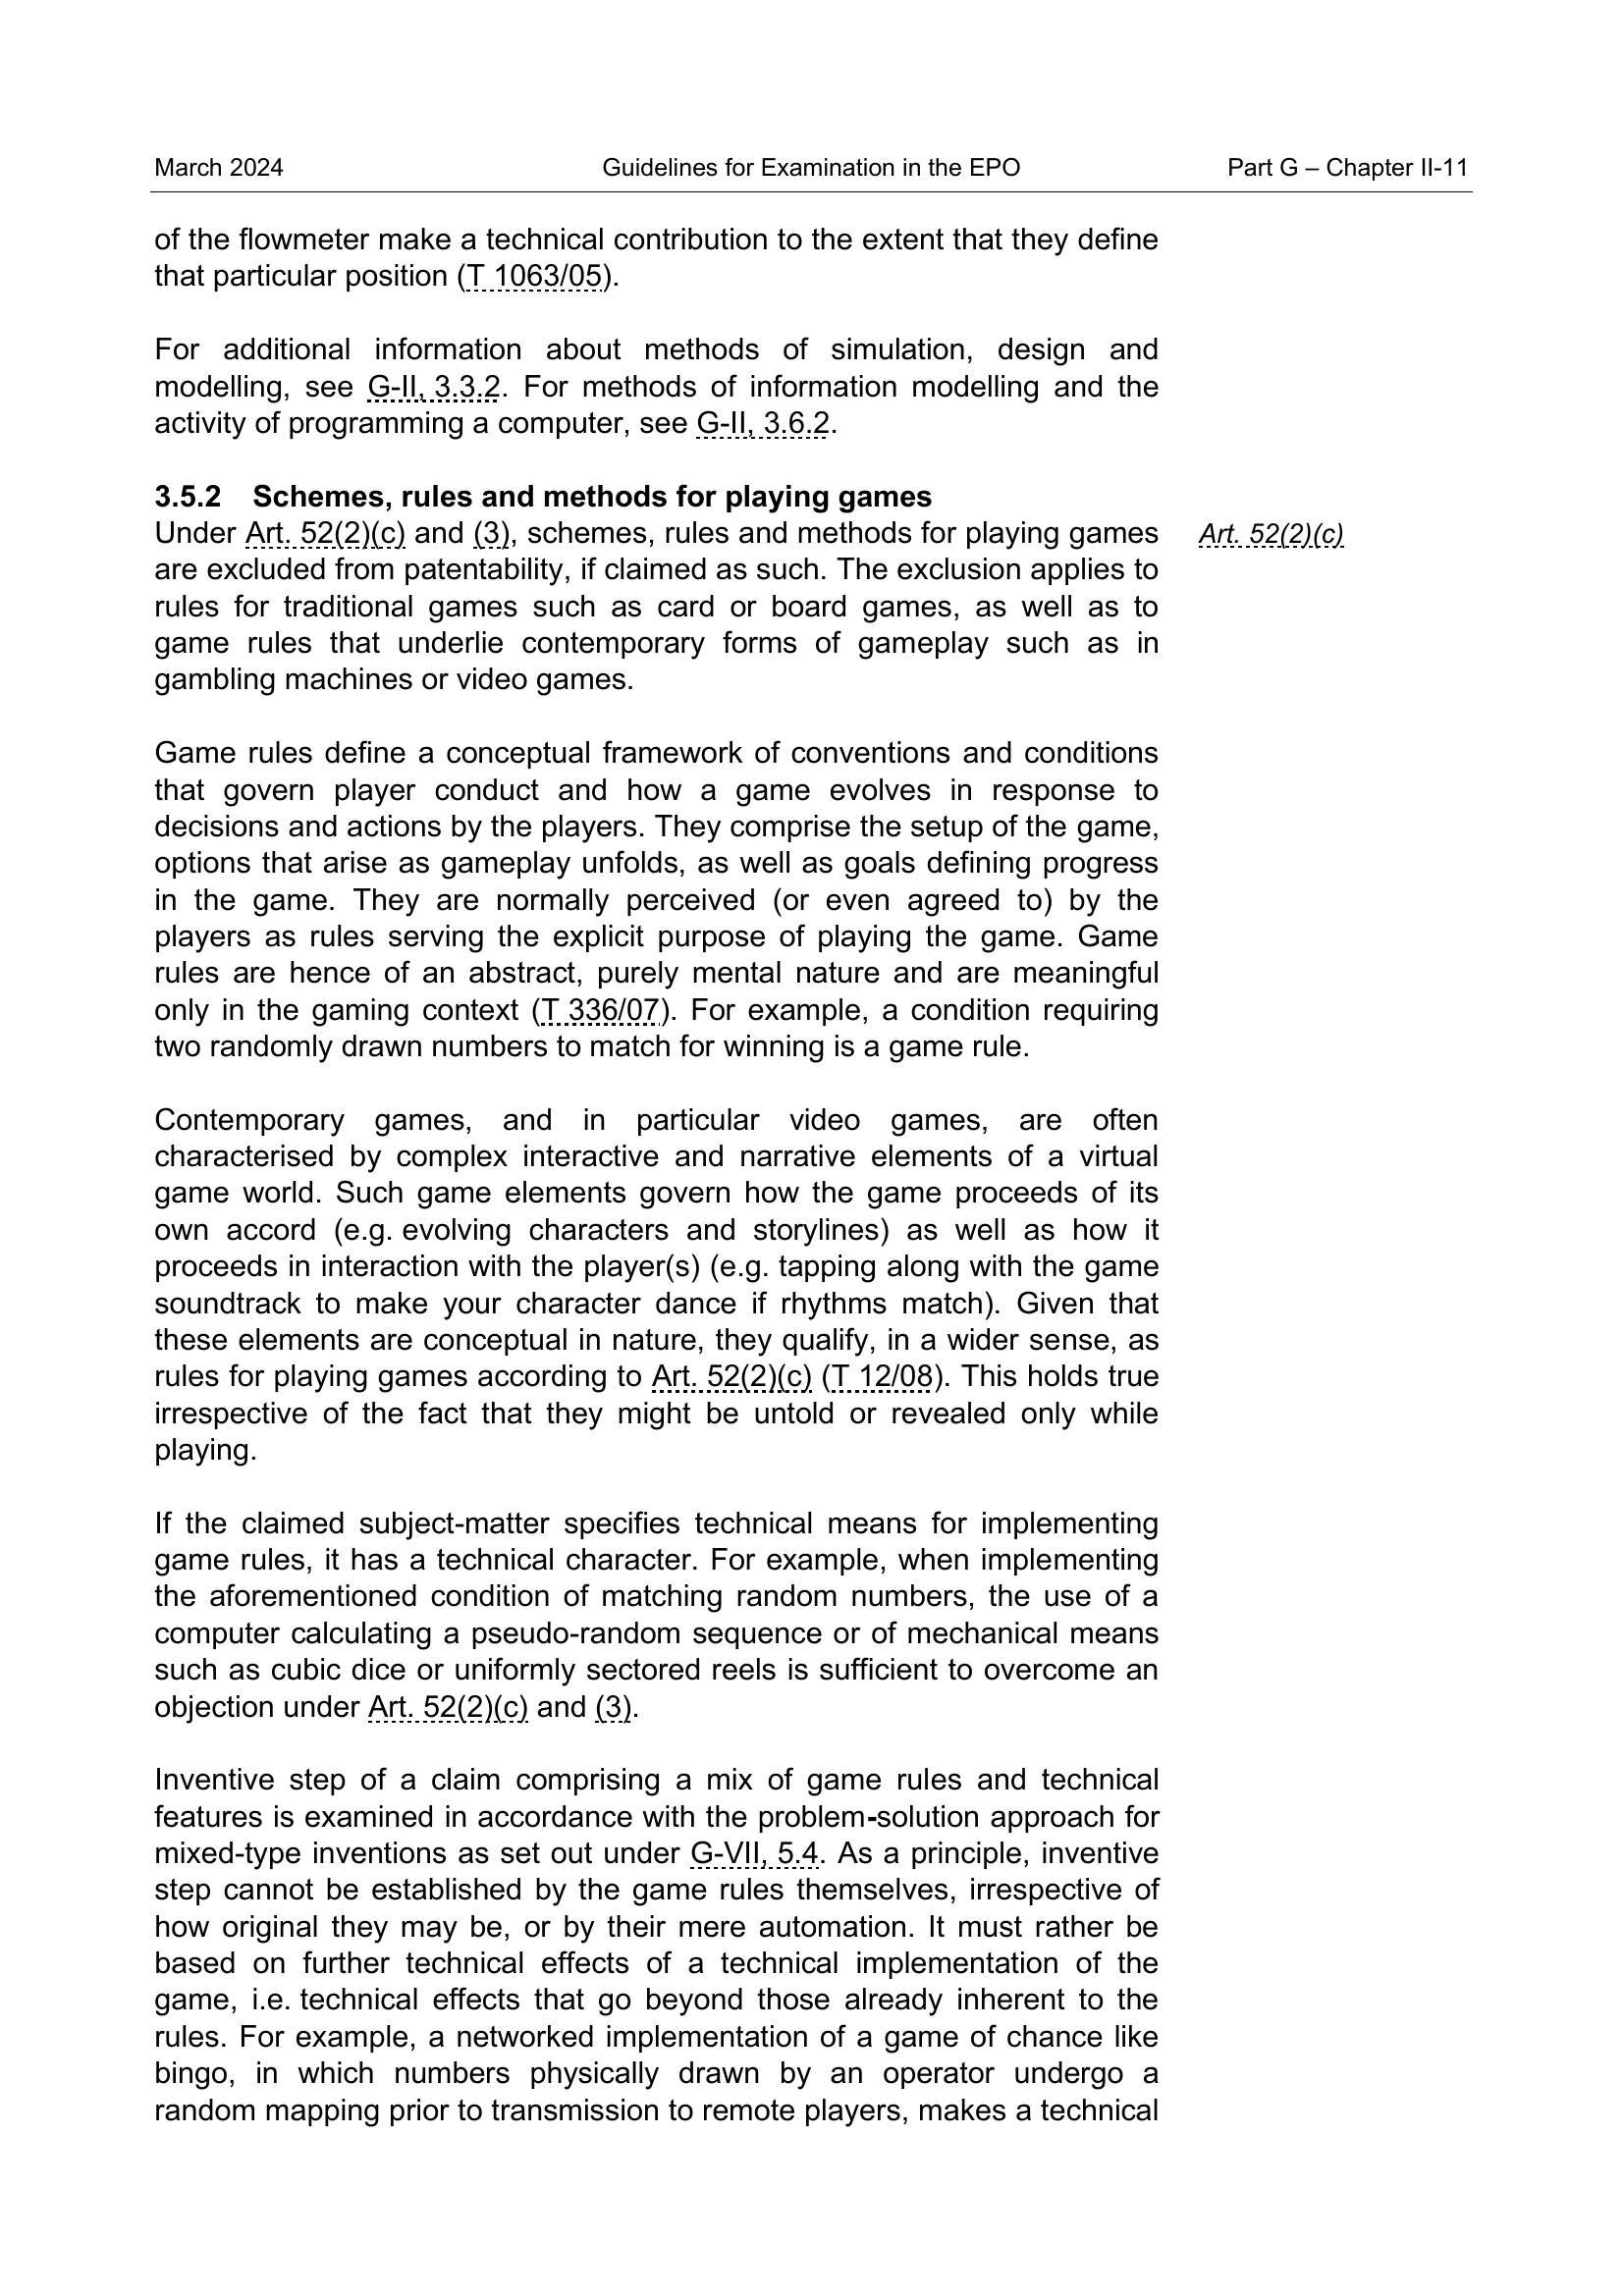 March 2024 Guidelines for Examination in the EPO Part G – Chapter II-11
of the flowmeter make a technical contribution to the extent that they define
that particular position (T 1063/05).
For additional information about methods of simulation, design and
modelling, see G-II, 3.3.2. For methods of information modelling and the
activity of programming a computer, see G-II, 3.6.2.
3.5.2 Schemes, rules and methods for playing games
Under Art. 52(2)(c) and (3), schemes, rules and methods for playing games
Art. 52(2)(c)
are excluded from patentability, if claimed as such. The exclusion applies to
rules for traditional games such as card or board games, as well as to
game rules that underlie contemporary forms of gameplay such as in
gambling machines or video games.
Game rules define a conceptual framework of conventions and conditions
that govern player conduct and how a game evolves in response to
decisions and actions by the players. They comprise the setup of the game,
options that arise as gameplay unfolds, as well as goals defining progress
in the game. They are normally perceived (or even agreed to) by the
players as rules serving the explicit purpose of playing the game. Game
rules are hence of an abstract, purely mental nature and are meaningful
only in the gaming context (T 336/07). For example, a condition requiring
two randomly drawn numbers to match for winning is a game rule.
Contemporary games, and in particular video games, are often
characterised by complex interactive and narrative elements of a virtual
game world. Such game elements govern how the game proceeds of its
own accord (e.g. evolving characters and storylines) as well as how it
proceeds in interaction with the player(s) (e.g. tapping along with the game
soundtrack to make your character dance if rhythms match). Given that
these elements are conceptual in nature, they qualify, in a wider sense, as
rules for playing games according to Art. 52(2)(c) (T 12/08). This holds true
irrespective of the fact that they might be untold or revealed only while
playing.
If the claimed subject-matter specifies technical means for implementing
game rules, it has a technical character. For example, when implementing
the aforementioned condition of matching random numbers, the use of a
computer calculating a pseudo-random sequence or of mechanical means
such as cubic dice or uniformly sectored reels is sufficient to overcome an
objection under Art. 52(2)(c) and (3).
Inventive step of a claim comprising a mix of game rules and technical
features is examined in accordance with the problem-solution approach for
mixed-type inventions as set out under G-VII, 5.4. As a principle, inventive
step cannot be established by the game rules themselves, irrespective of
how original they may be, or by their mere automation. It must rather be
based on further technical effects of a technical implementation of the
game, i.e. technical effects that go beyond those already inherent to the
rules. For example, a networked implementation of a game of chance like
bingo, in which numbers physically drawn by an operator undergo a
random mapping prior to transmission to remote players, makes a technical